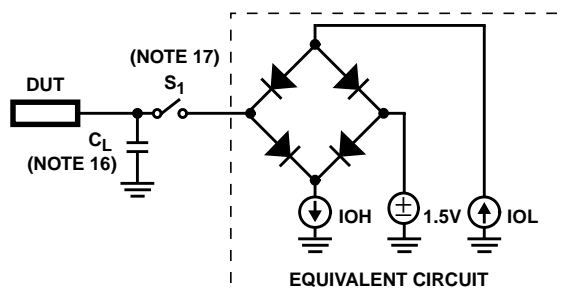 (NOTE 17)
DUT
S1
CL
(NOTE 16)
IOH
± 1.5V
IOL
EQUIVALENT CIRCUIT